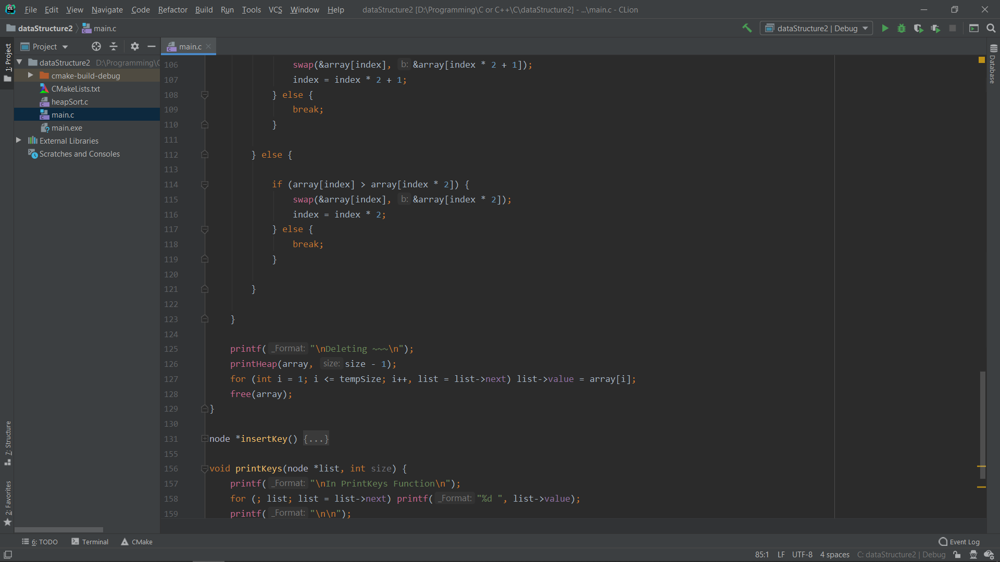 File Edit View Navigate Code Refactor Build Run Tools VCS Window Help dataStructure2 [D:\Programming\C or C++\C\dataStructure2] - ...\main.c - CLion
dataStructure2 main.c dataStructure2 | Debug
1: Project
Project
main.c
dataStructure2 D:\Programming\C
cmake-build-debug
CMakeLists.txt
heapSort.c
main.c
main.exe
External Libraries
Scratches and Consoles
7: Structure
2: Favorites
106 swap(&array[index], b: &array[index * 2 + 1]);
107 index = index * 2 + 1;
108 } else {
109 break;
110 }
111
112 } else {
113
114 if (array[index] > array[index * 2]) {
115 swap(&array[index], b: &array[index * 2]);
116 index = index * 2;
117 } else {
118 break;
119 }
120
121 }
122
123 }
124
125 printf( _Format: "\nDeleting ~~~\n");
126 printHeap(array, size: size - 1);
127 for (int i = 1; i <= tempSize; i++, list = list->next) list->value = array[i];
128 free(array);
129 }
130
131 node *insertKey() {...}
155
156 void printKeys(node *list, int size) {
157 printf( _Format: "\nIn PrintKeys Function\n");
158 for (; list; list = list->next) printf( _Format: "%d ", list->value);
159 printf( _Format: "\n\n");
Database
6: TODO Terminal CMake Event Log
85:1 LF UTF-8 4 spaces C: dataStructure2 | Debug